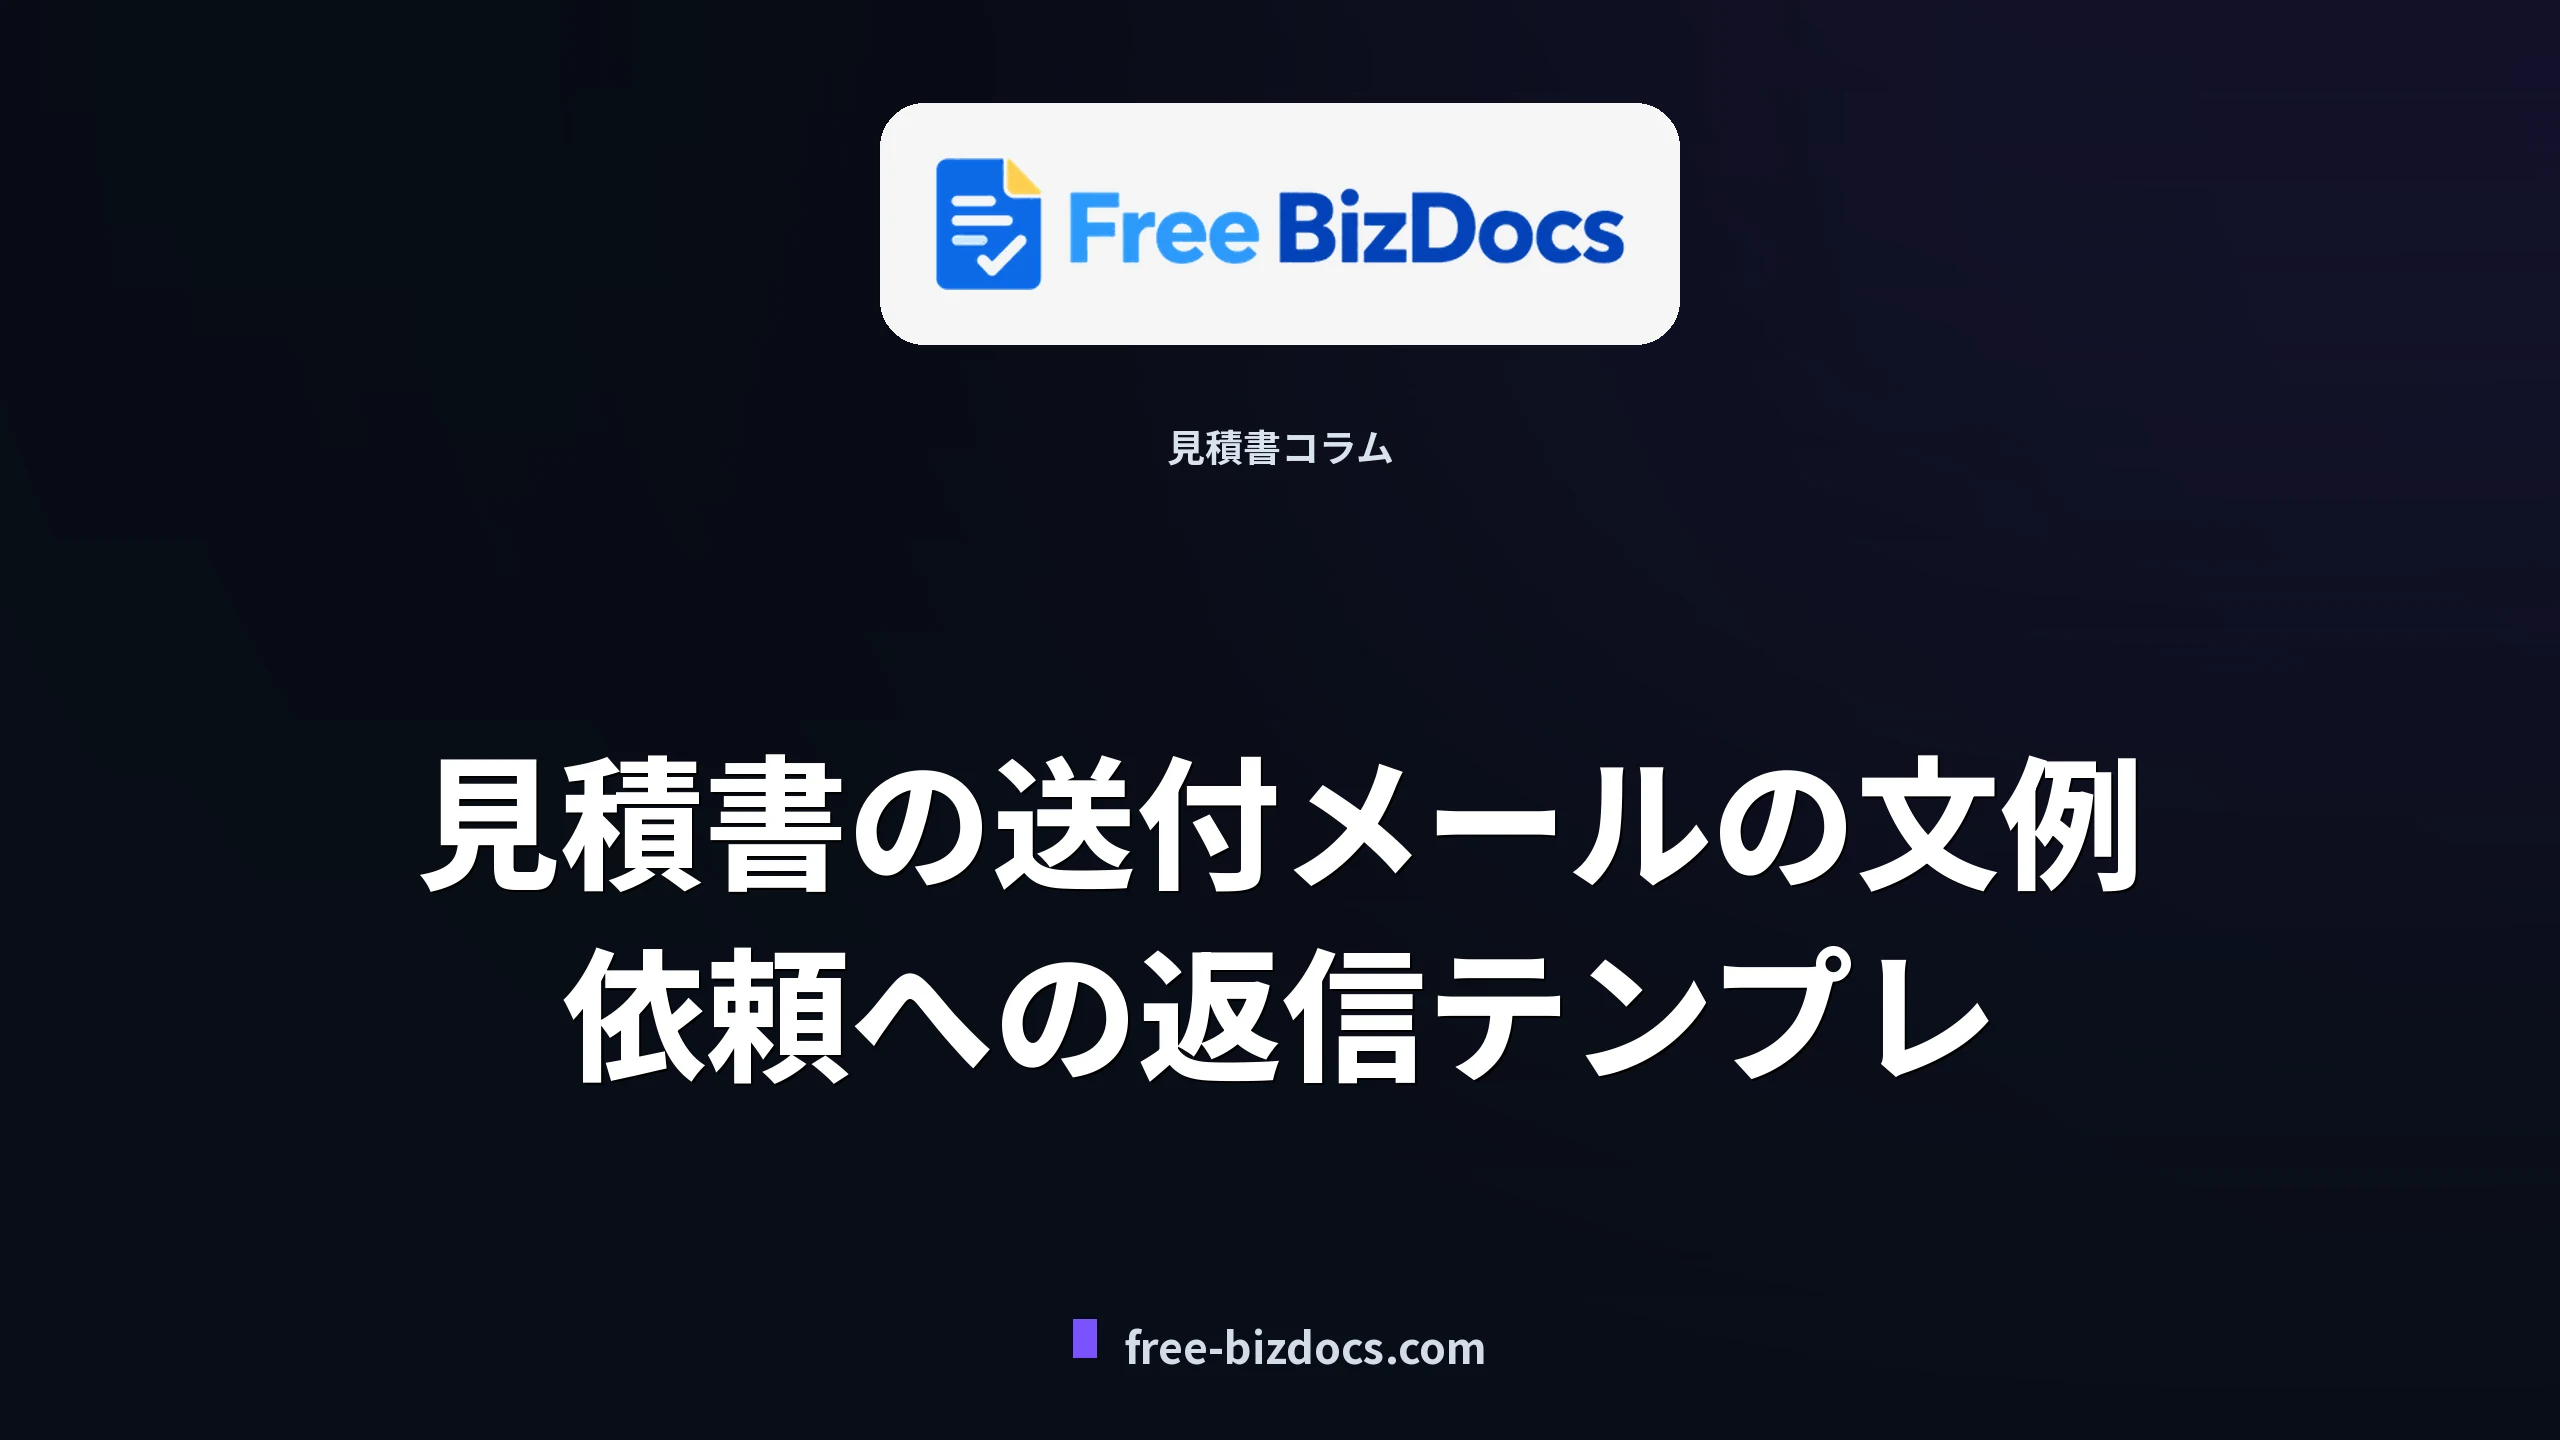 Free BizDocs
見積書コラム
見積書の送付メールの文例
依頼への返信テンプレ
free-bizdocs.com